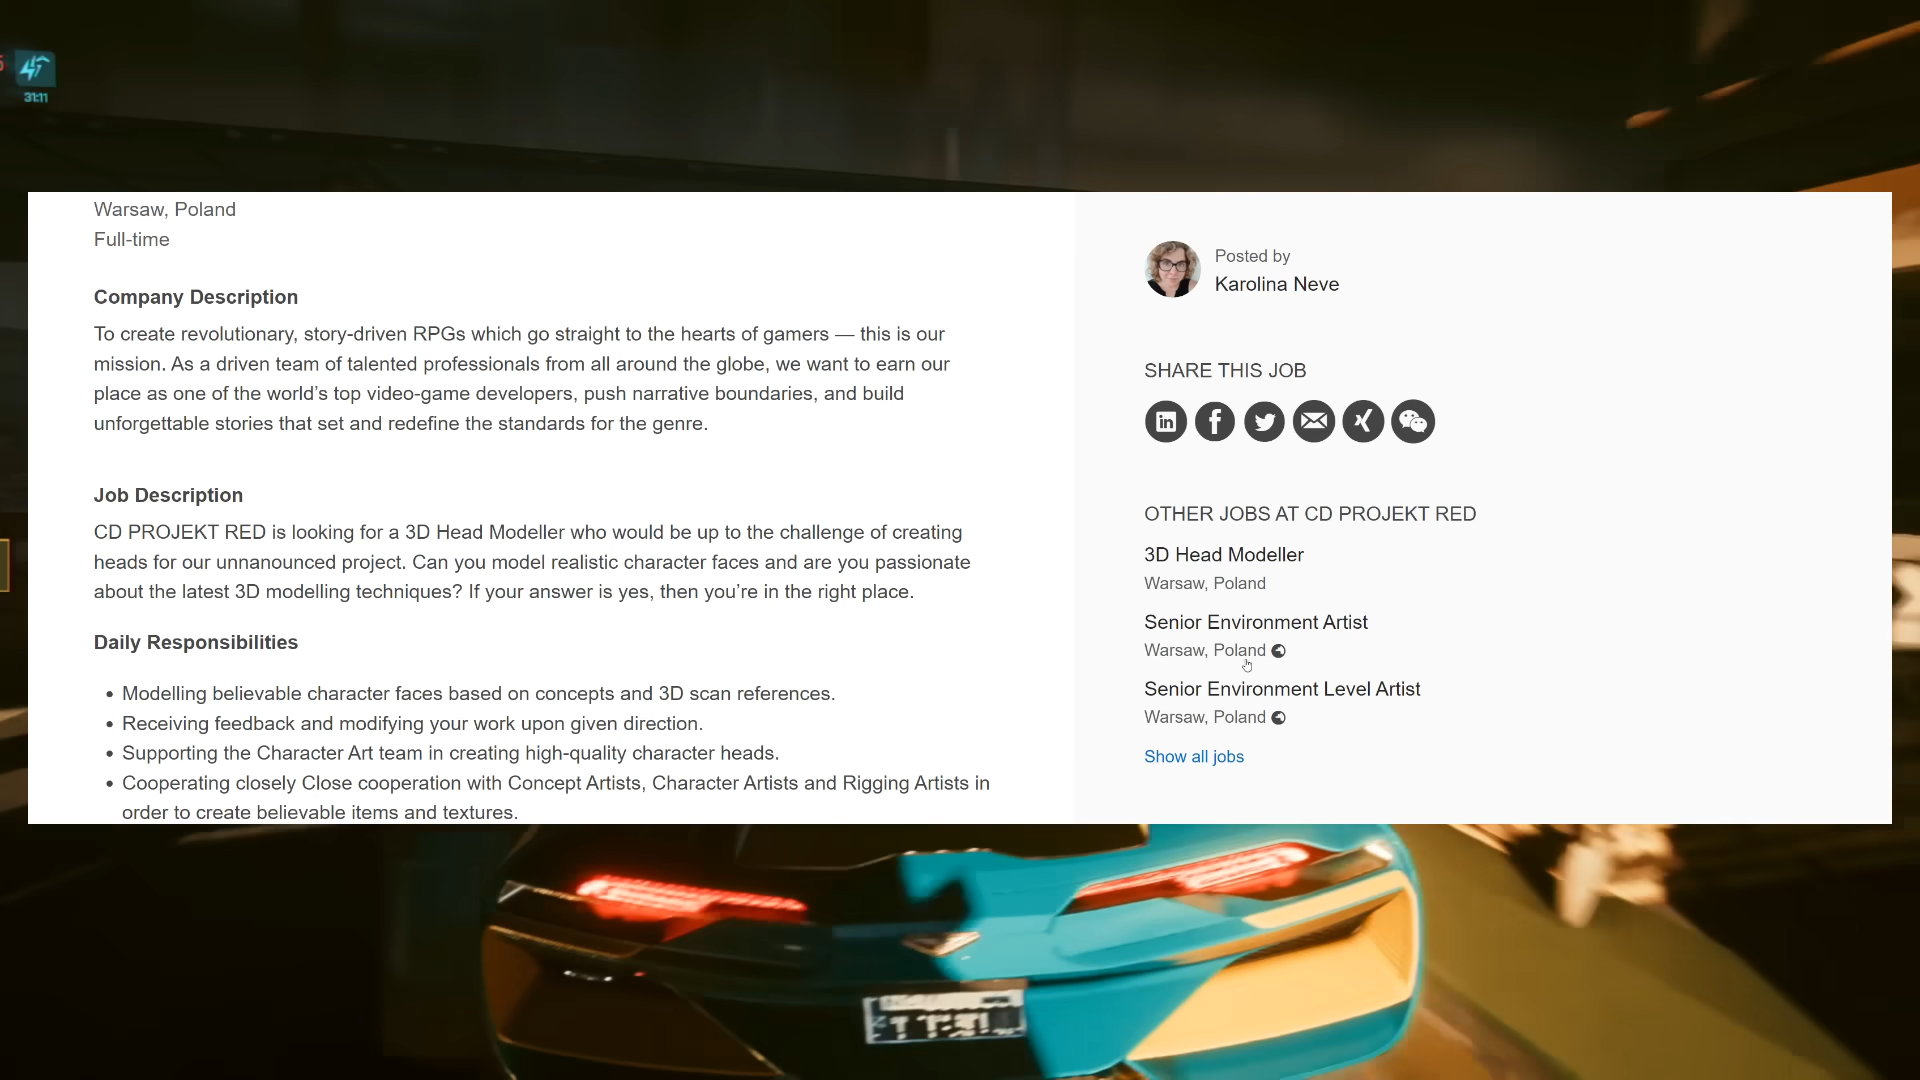 31:11
Warsaw, Poland
Full-time
Company Description
To create revolutionary, story-driven RPGs which go straight to the hearts of gamers — this is our
mission. As a driven team of talented professionals from all around the globe, we want to earn our
place as one of the world’s top video-game developers, push narrative boundaries, and build
unforgettable stories that set and redefine the standards for the genre.
Job Description
CD PROJEKT RED is looking for a 3D Head Modeller who would be up to the challenge of creating
heads for our unnanounced project. Can you model realistic character faces and are you passionate
about the latest 3D modelling techniques? If your answer is yes, then you’re in the right place.
Daily Responsibilities
• Modelling believable character faces based on concepts and 3D scan references.
• Receiving feedback and modifying your work upon given direction.
• Supporting the Character Art team in creating high-quality character heads.
• Cooperating closely Close cooperation with Concept Artists, Character Artists and Rigging Artists in
order to create believable items and textures.
Posted by
Karolina Neve
SHARE THIS JOB
OTHER JOBS AT CD PROJEKT RED
3D Head Modeller
Warsaw, Poland
Senior Environment Artist
Warsaw, Poland
Senior Environment Level Artist
Warsaw, Poland
Show all jobs